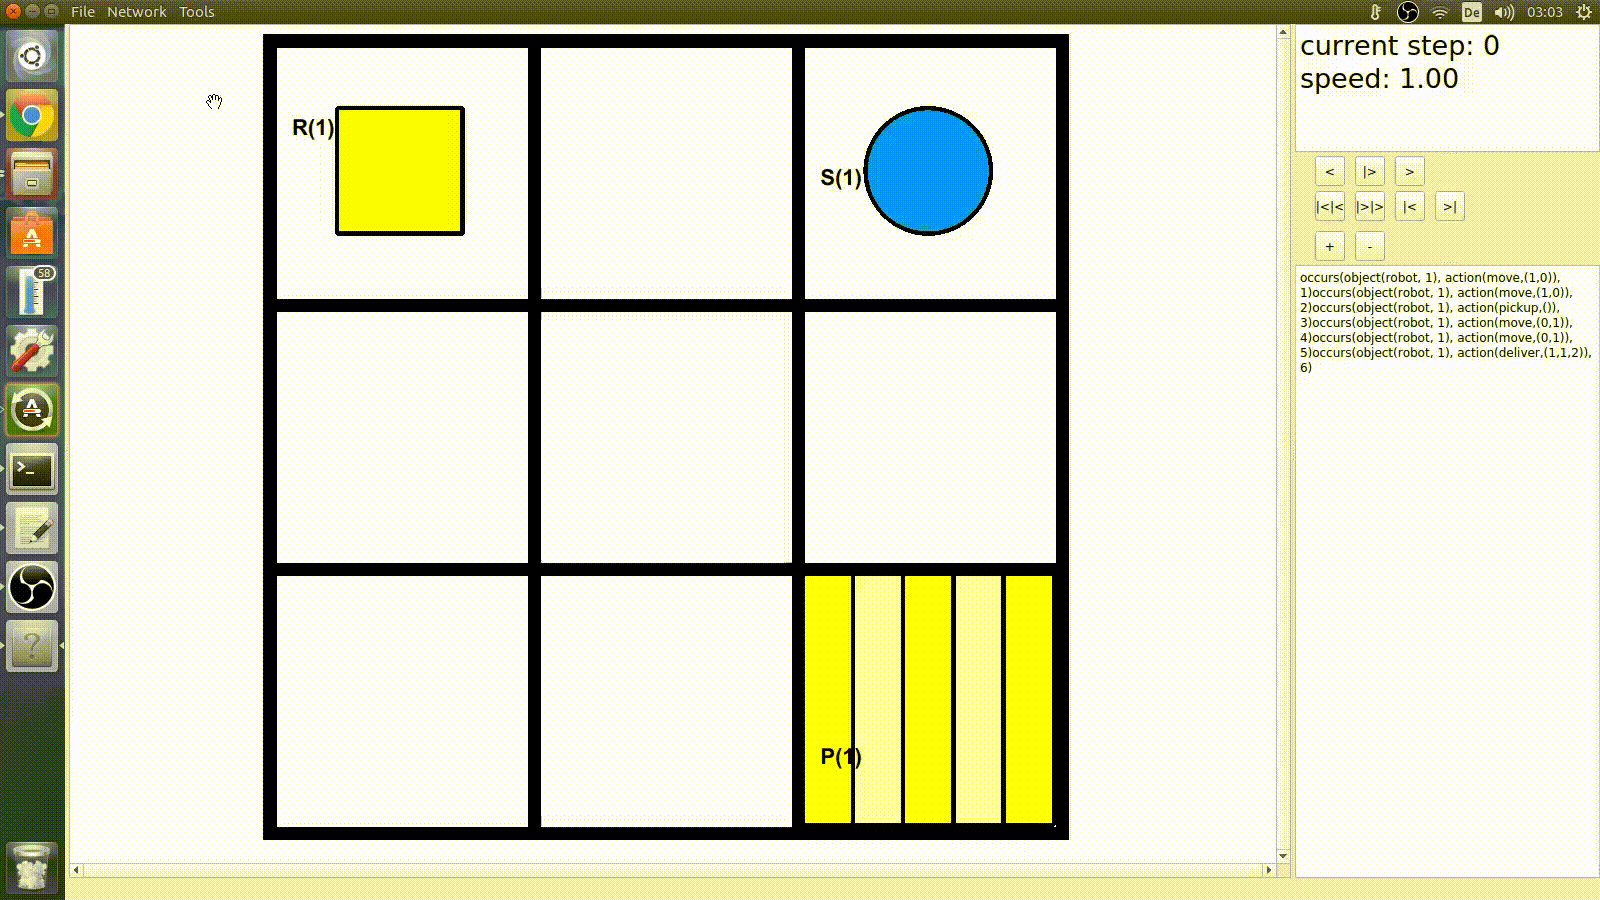 File Network Tools
De 03:03
58
current step: 0
speed: 1.00
< |> >
|<|< |>|> |< >|
+ -
occurs(object(robot, 1), action(move,(1,0)),
1)occurs(object(robot, 1), action(move,(1,0)),
2)occurs(object(robot, 1), action(pickup,()),
3)occurs(object(robot, 1), action(move,(0,1)),
4)occurs(object(robot, 1), action(move,(0,1)),
5)occurs(object(robot, 1), action(deliver,(1,1,2)),
6)
R(1)
S(1)
P(1)